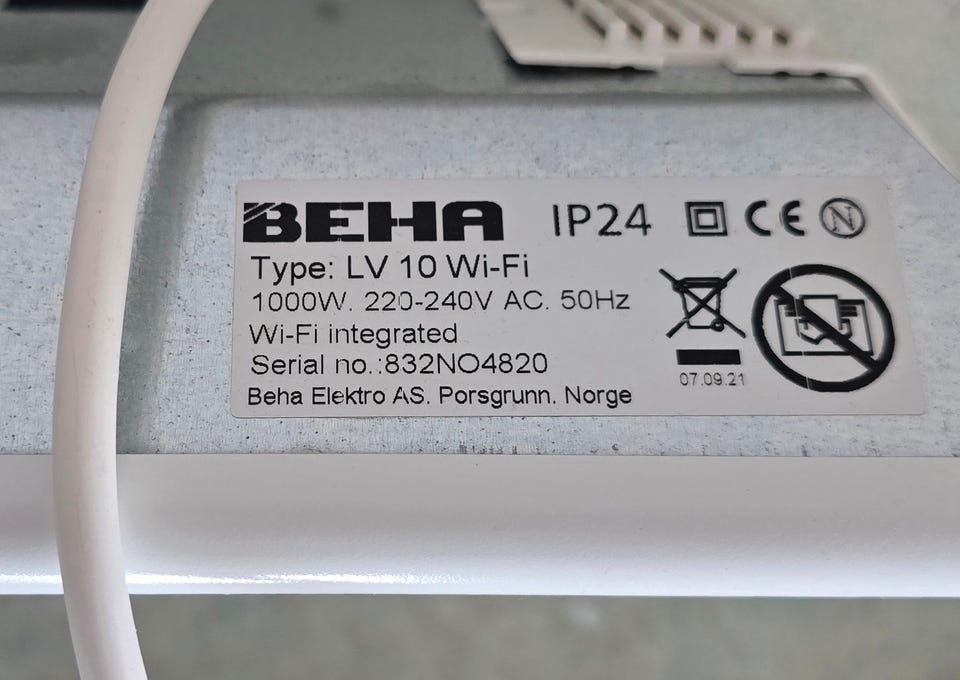 BEHA IP24 CE N
Type: LV 10 Wi-Fi
1000W. 220-240V AC. 50Hz
Wi-Fi integrated
Serial no.:832NO4820
07.09.21
Beha Elektro AS. Porsgrunn. Norge